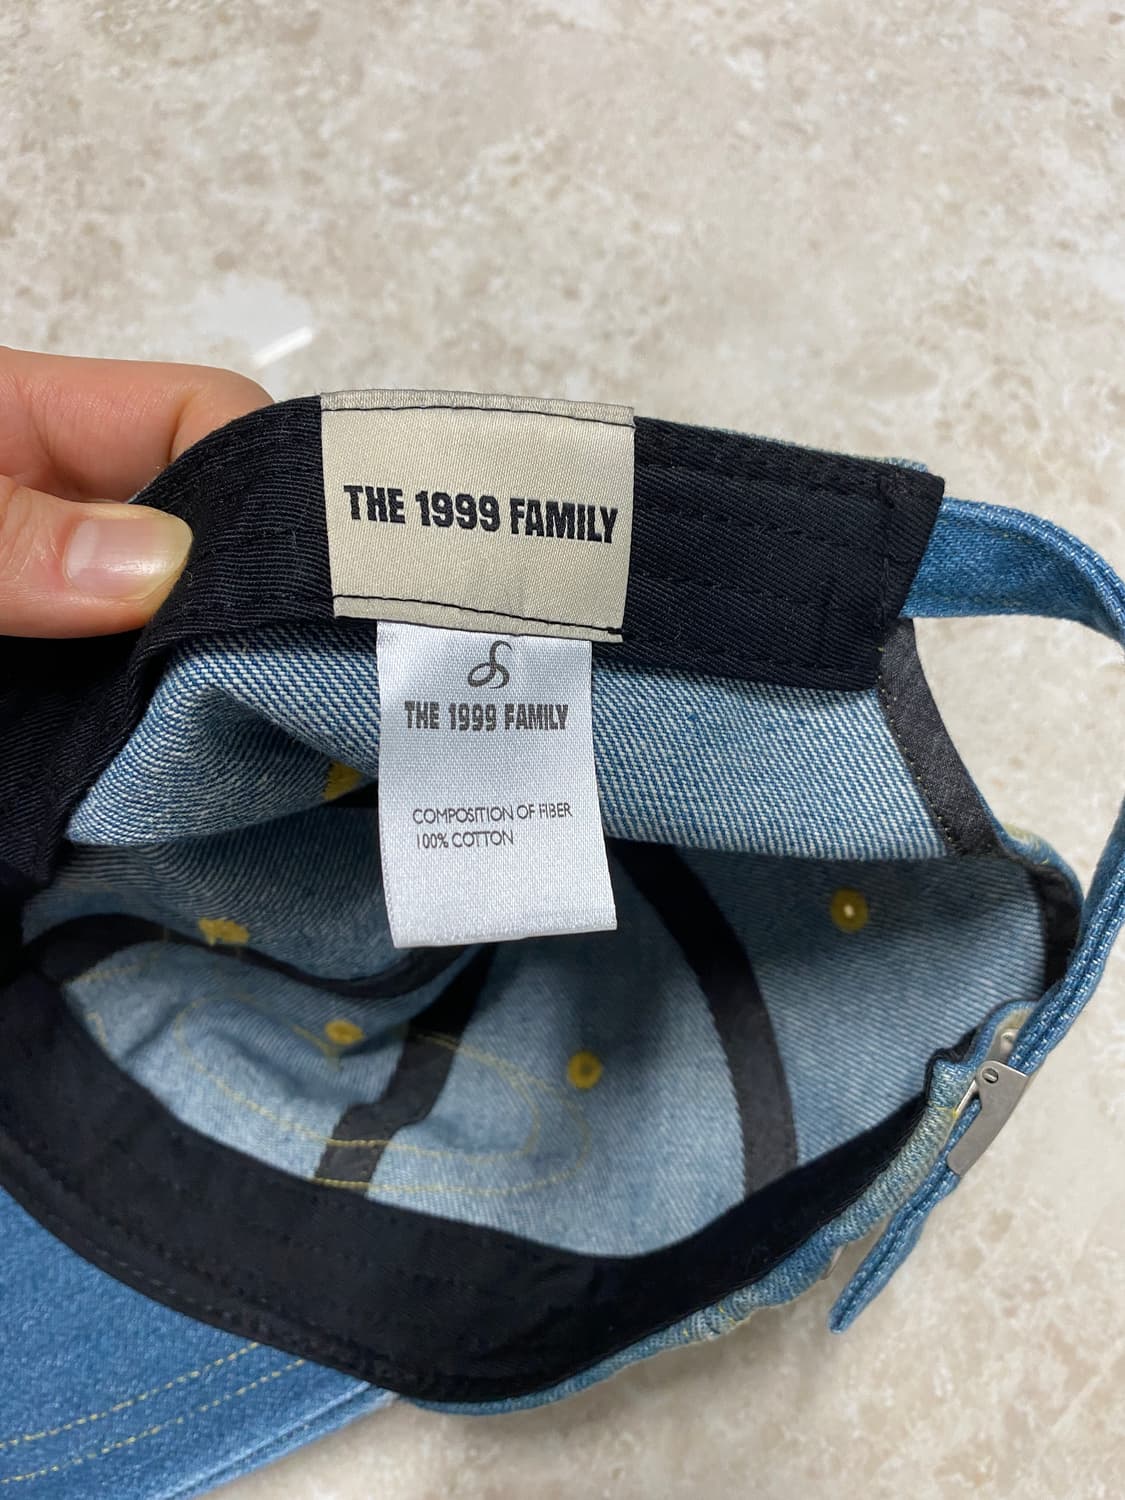 THE 1999 FAMILY
THE 1999 FAMILY
COMPOSITION OF FIBER
100% COTTON